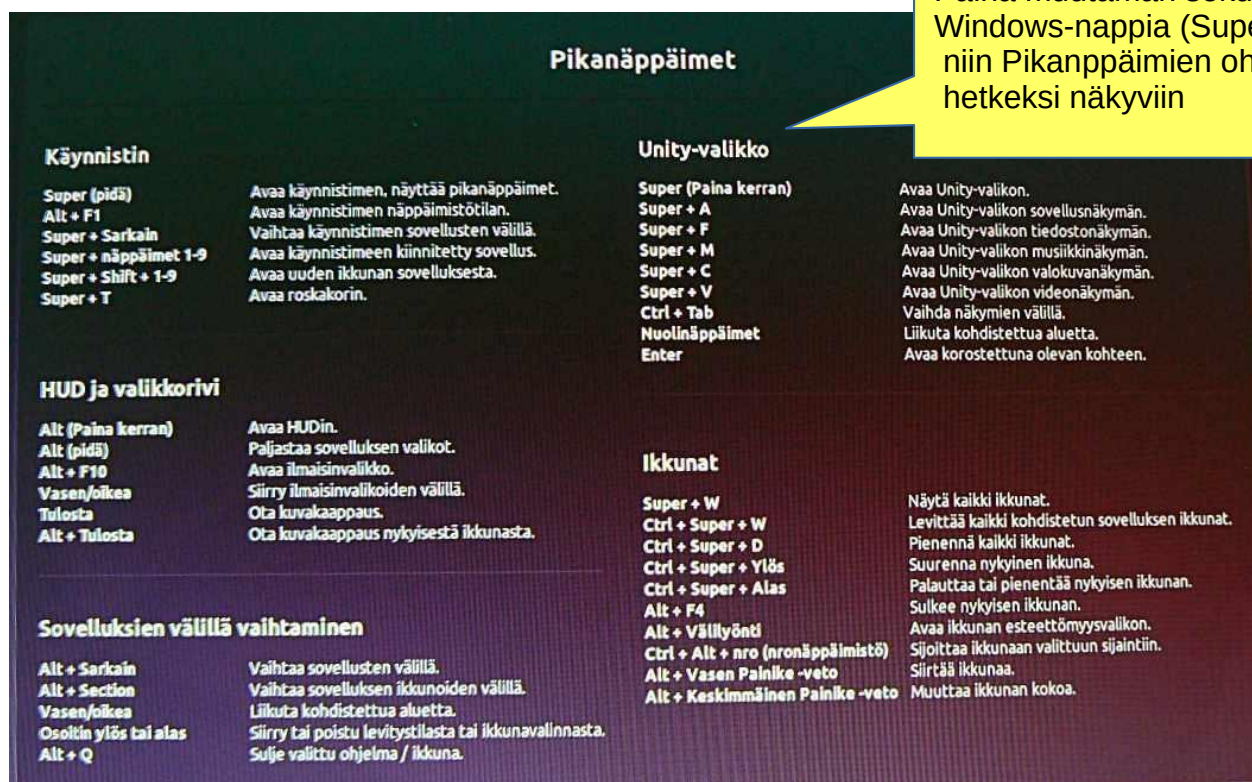 Paina muutaman
Windows-nappia (Supe
niin Pikanppäimien oh
hetkeksi näkyviin
Pikanäppäimet
Käynnistin
Super (pidä) Avaa käynnistimen, näyttää pikanäppäimet.
Alt + F1 Avaa käynnistimen näppäimistötilan.
Super + Sarkain Vaihtaa käynnistimen sovellusten välillä.
Super + näppäimet 1-9 Avaa käynnistimeen kiinnitetty sovellus.
Super + Shift + 1-9 Avaa uuden ikkunan sovelluksesta.
Super + T Avaa roskakorin.
HUD ja valikkorivi
Alt (Paina kerran) Avaa HUDin.
Alt (pidä) Paljastaa sovelluksen valikot.
Alt + F10 Avaa ilmaisinvalikko.
Vasen/oikea Siirry ilmaisinvalikoiden välillä.
Tulosta Ota kuvakaappaus.
Alt + Tulosta Ota kuvakaappaus nykyisestä ikkunasta.
Sovelluksien välillä vaihtaminen
Alt + Sarkain Vaihtaa sovellusten välillä.
Alt + Section Vaihtaa sovelluksen ikkunoiden välillä.
Vasen/oikea Liikuta kohdistettua aluetta.
Osoitin ylös tai alas Siirry tai poistu levitystilasta tai ikkunavalinnasta.
Alt + Q Sulje valittu ohjelma / ikkuna.
Unity-valikko
Super (Paina kerran) Avaa Unity-valikon.
Super + A Avaa Unity-valikon sovellusnäkymän.
Super + F Avaa Unity-valikon tiedostonäkymän.
Super + M Avaa Unity-valikon musiikkinäkymän.
Super + C Avaa Unity-valikon valokuvanäkymän.
Super + V Avaa Unity-valikon videonäkymän.
Ctrl + Tab Vaihda näkymien välillä.
Nuolinäppäimet Liikuta kohdistettua aluetta.
Enter Avaa korostettuna olevan kohteen.
Ikkunat
Super + W Näytä kaikki ikkunat.
Ctrl + Super + W Levittää kaikki kohdistetun sovelluksen ikkunat.
Ctrl + Super + D Pienennä kaikki ikkunat.
Ctrl + Super + Ylös Suurenna nykyinen ikkuna.
Ctrl + Super + Alas Palauttaa tai pienentää nykyisen ikkunan.
Alt + F4 Sulkee nykyisen ikkunan.
Alt + Välilyönti Avaa ikkunan esteettömyysvalikon.
Ctrl + Alt + nro (nronäppäimistö) Sijoittaa ikkunaan valittuun sijaintiin.
Alt + Vasen Painike -veto Siirtää ikkunaa.
Alt + Keskimmäinen Painike -veto Muuttaa ikkunan kokoa.